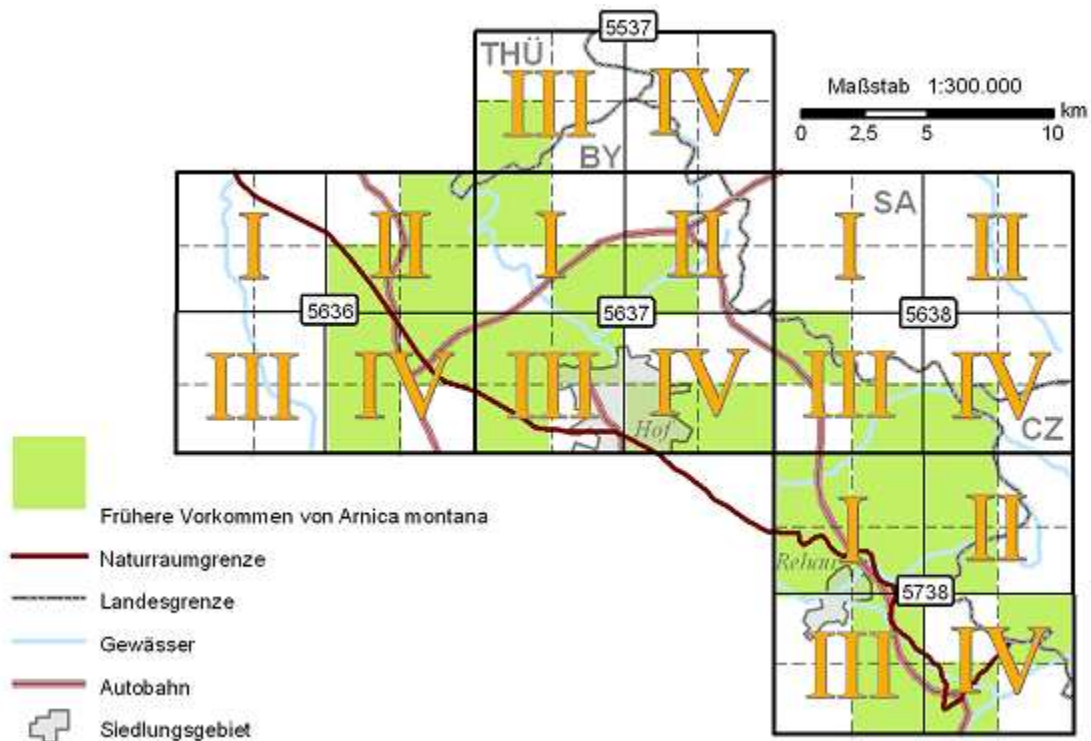 5537
THÜ
III IV
BY
Maßstab 1:300.000
0 2,5 5 10 km
I II I II SA I II
5636 5637 5638
III IV III IV III IV
Hof
CZ
I II
Rehau
5738
III IV
Frühere Vorkommen von Arnica montana
Naturraumgrenze
Landesgrenze
Gewässer
Autobahn
Siedlungsgebiet